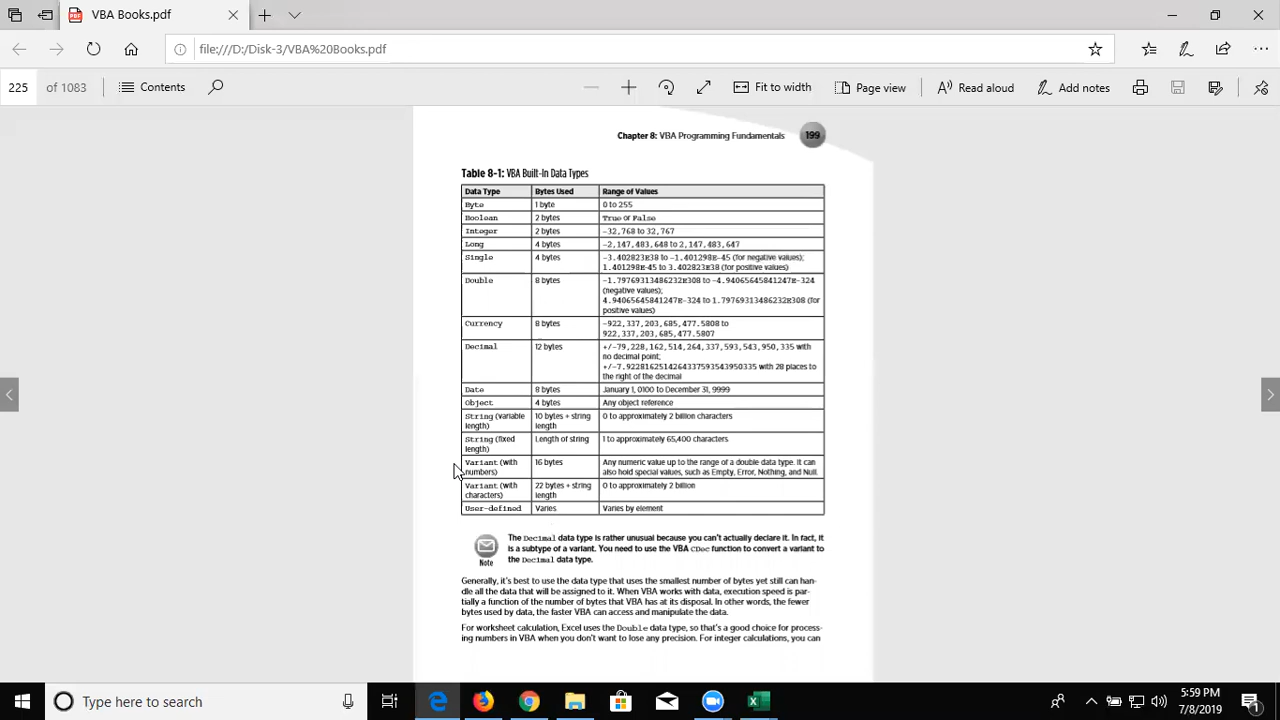 PDF VBA Books.pdf
file:///D:/Disk-3/VBA%20Books.pdf
225 of 1083 Contents Fit to width Page view Read aloud Add notes
Chapter 8: VBA Programming Fundamentals 199
Table 8-1: VBA Built-In Data Types
Data Type Bytes Used Range of Values
Byte 1 byte 0 to 255
Boolean 2 bytes True or False
Integer 2 bytes -32,768 to 32,767
Long 4 bytes -2,147,483,648 to 2,147,483,647
Single 4 bytes -3.402823E38 to -1.401298E-45 (for negative values);
1.401298E-45 to 3.402823E38 (for positive values)
Double 8 bytes -1.79769313486232E308 to -4.94065645841247E-324
(negative values);
4.94065645841247E-324 to 1.79769313486232E308 (for
positive values)
Currency 8 bytes -922,337,203,685,477.5808 to
922,337,203,685,477.5807
Decimal 12 bytes +/-79,228,162,514,264,337,593,543,950,335 with
no decimal point;
+/-7.9228162514264337593543950335 with 28 places to
the right of the decimal
Date 8 bytes January 1, 0100 to December 31, 9999
Object 4 bytes Any object reference
String (variable 10 bytes + string 0 to approximately 2 billion characters
length) length
String (fixed Length of string 1 to approximately 65,400 characters
length)
Variant (with 16 bytes Any numeric value up to the range of a double data type. It can
numbers) also hold special values, such as Empty, Error, Nothing, and Null.
Variant (with 22 bytes + string 0 to approximately 2 billion
characters) length
User-defined Varies Varies by element
Note
The Decimal data type is rather unusual because you can't actually declare it. In fact, it
is a subtype of a variant. You need to use the VBA CDec function to convert a variant to
the Decimal data type.
Generally, it's best to use the data type that uses the smallest number of bytes yet still can han-
dle all the data that will be assigned to it. When VBA works with data, execution speed is par-
tially a function of the number of bytes that VBA has at its disposal. In other words, the fewer
bytes used by data, the faster VBA can access and manipulate the data.
For worksheet calculation, Excel uses the Double data type, so that's a good choice for process-
ing numbers in VBA when you don't want to lose any precision. For integer calculations, you can
Type here to search
5:59 PM
7/8/2019
1